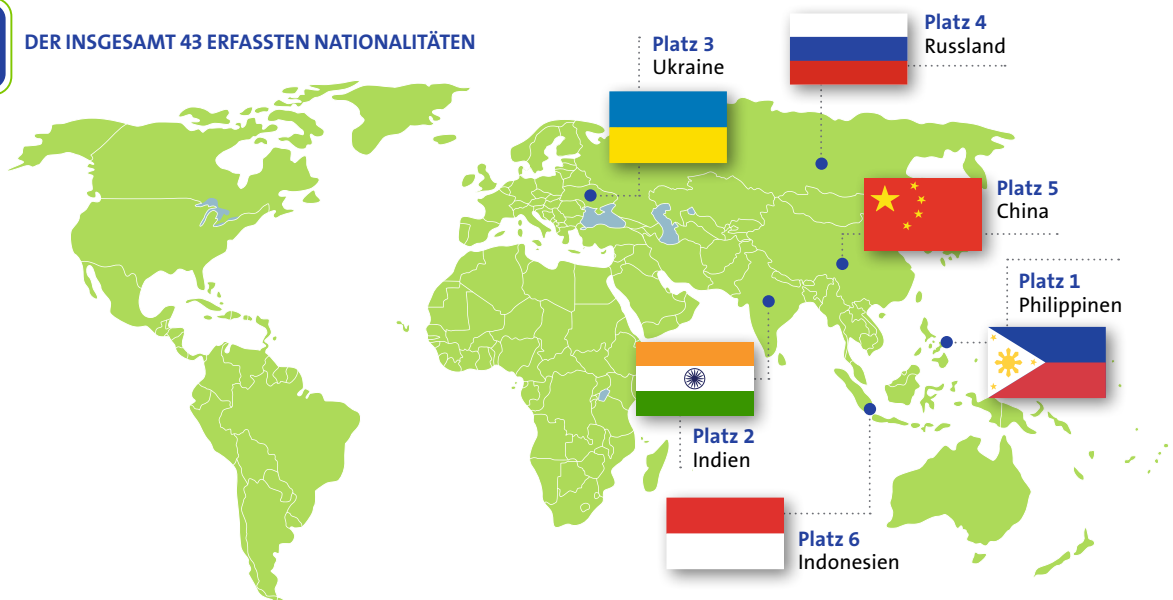 DER INSGESAMT 43 ERFASSTEN NATIONALITÄTEN
Platz 3
Ukraine
Platz 4
Russland
Platz 5
China
Platz 1
Philippinen
Platz 2
Indien
Platz 6
Indonesien